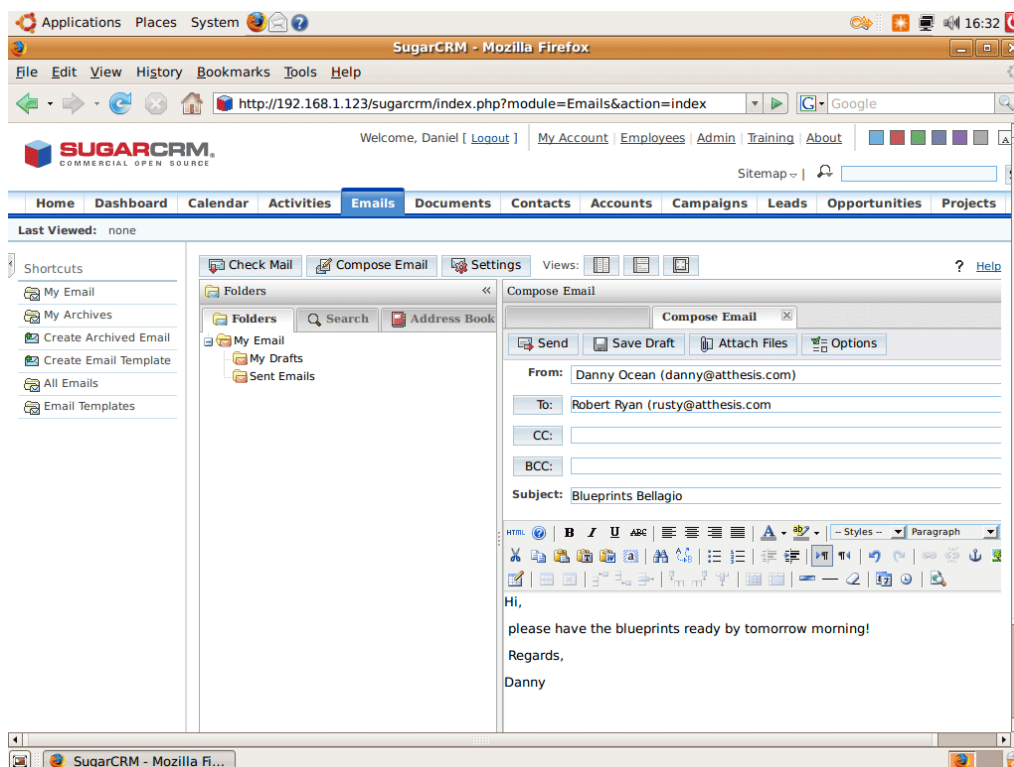 Applications Places System 16:32
SugarCRM - Mozilla Firefox
File Edit View History Bookmarks Tools Help
http://192.168.1.123/sugarcrm/index.php?module=Emails&action=index G Google
Welcome, Daniel [ Logout ] My Account Employees Admin Training About A
SUGARCRM.
COMMERCIAL OPEN SOURCE
Sitemap |
Home Dashboard Calendar Activities Emails Documents Contacts Accounts Campaigns Leads Opportunities Projects
Last Viewed: none
Shortcuts
My Email
My Archives
Create Archived Email
Create Email Template
All Emails
Email Templates
Check Mail Compose Email Settings Views: ? Help
Folders «
Folders Search Address Book
My Email
My Drafts
Sent Emails
Compose Email
Compose Email
Send Save Draft Attach Files Options
From: Danny Ocean (danny@atthesis.com)
To: Robert Ryan (rusty@atthesis.com
CC:
BCC:
Subject: Blueprints Bellagio
HTML B I U ABC A ab -- Styles -- Paragraph
Hi,
please have the blueprints ready by tomorrow morning!
Regards,
Danny
SugarCRM - Mozilla Fi...